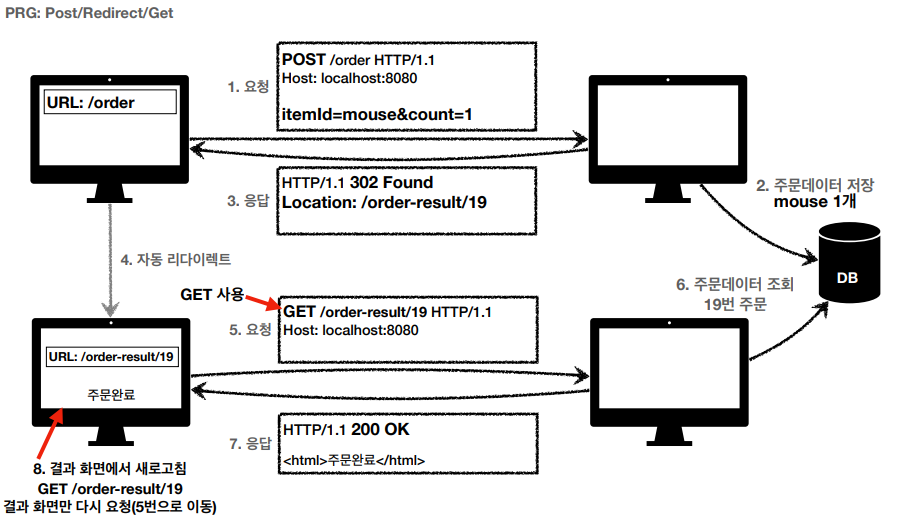 PRG: Post/Redirect/Get
URL: /order
1. 요청
POST /order HTTP/1.1
Host: localhost:8080
itemId=mouse&count=1
3. 응답
HTTP/1.1 302 Found
Location: /order-result/19
2. 주문데이터 저장
mouse 1개
DB
4. 자동 리다이렉트
GET 사용
5. 요청
GET /order-result/19 HTTP/1.1
Host: localhost:8080
6. 주문데이터 조회
19번 주문
URL: /order-result/19
주문완료
7. 응답
HTTP/1.1 200 OK
<html>주문완료</html>
8. 결과 화면에서 새로고침
GET /order-result/19
결과 화면만 다시 요청(5번으로 이동)